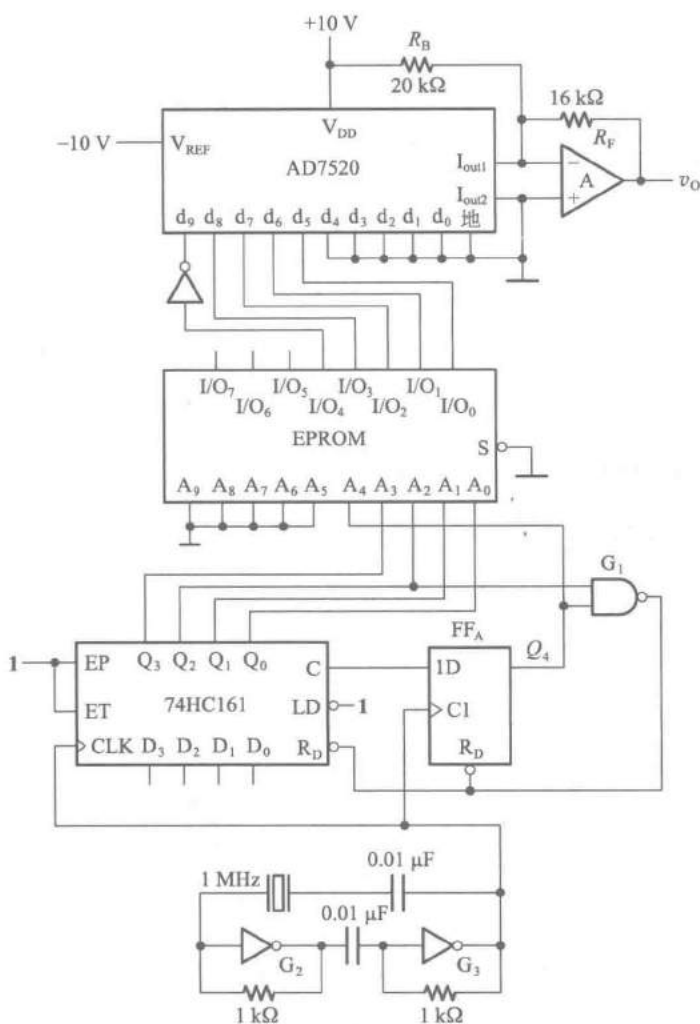 +10 V
R_B
20 kΩ
16 kΩ
R_F
−10 V
V_REF
V_DD
AD7520
I_out1
I_out2
−
A
+
v_O
d_9 d_8 d_7 d_6 d_5 d_4 d_3 d_2 d_1 d_0 地
I/O_7 I/O_5 I/O_3 I/O_1
I/O_6 I/O_4 I/O_2 I/O_0
EPROM
S
A_9 A_8 A_7 A_6 A_5 A_4 A_3 A_2 A_1 A_0
G_1
FF_A
1 EP Q_3 Q_2 Q_1 Q_0 C
1D Q_4
74HC161
LD 1
C1
ET
R_D
R_D
CLK D_3 D_2 D_1 D_0
0.01 μF
1 MHz
0.01 μF
G_2
G_3
1 kΩ
1 kΩ